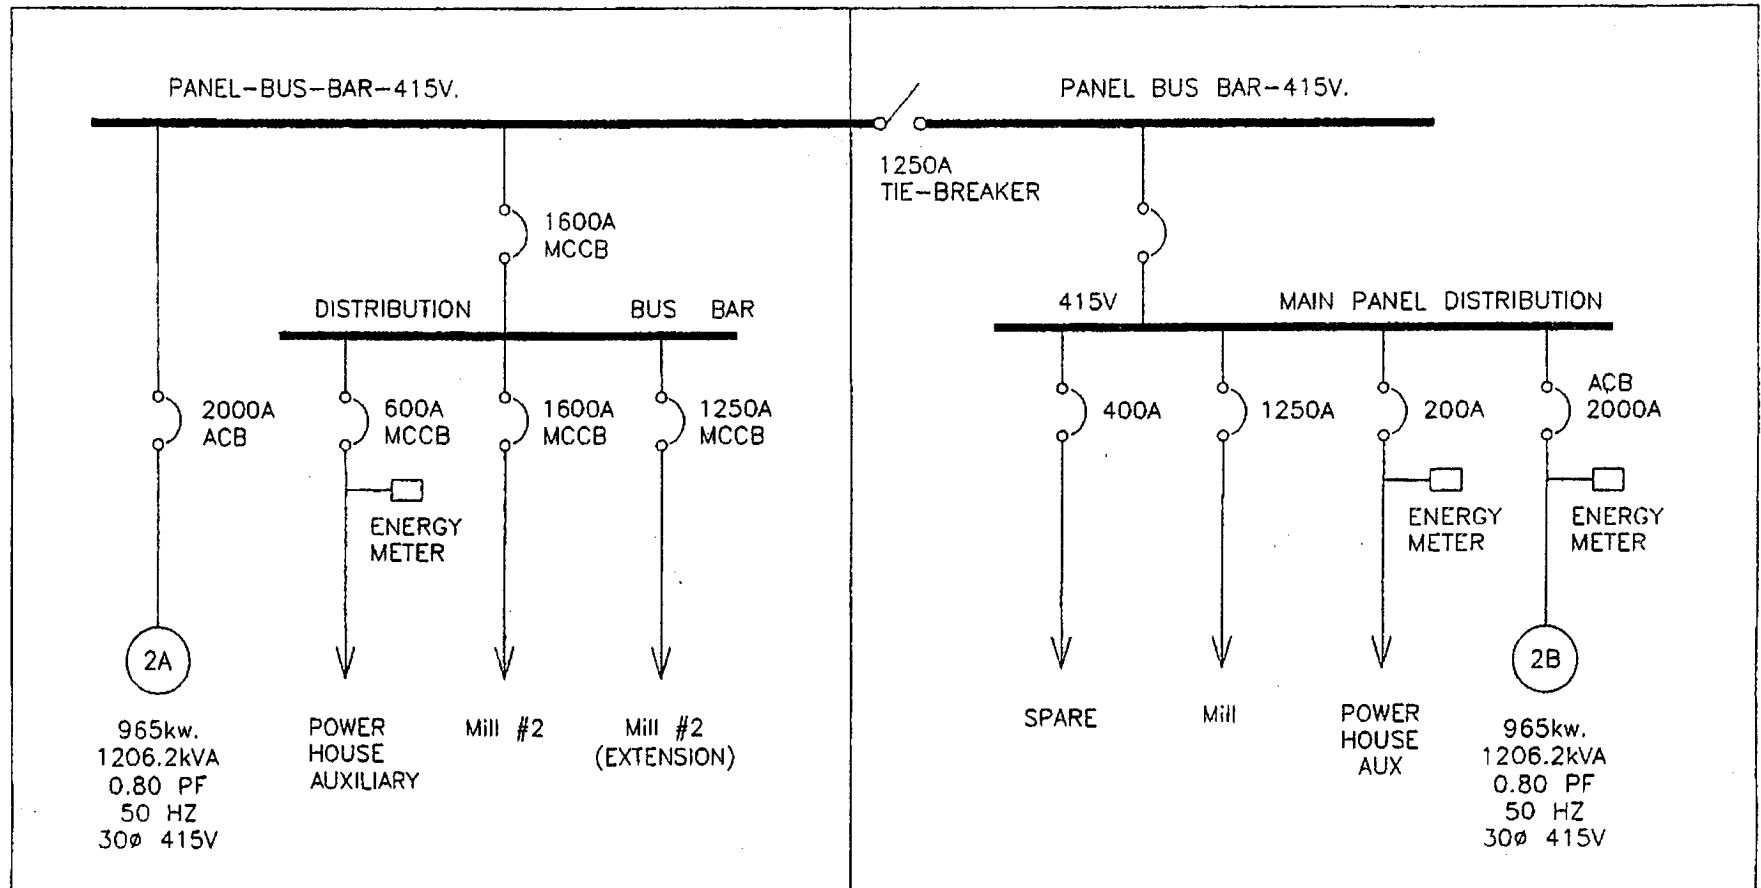 PANEL-BUS-BAR-415V.
PANEL BUS BAR-415V.
1250A
TIE-BREAKER
1600A
MCCB
DISTRIBUTION BUS BAR
415V MAIN PANEL DISTRIBUTION
2000A
ACB
600A
MCCB
1600A
MCCB
1250A
MCCB
400A
1250A
200A
ACB
2000A
ENERGY
METER
ENERGY
METER
ENERGY
METER
2A
2B
965kw.
1206.2kVA
0.80 PF
50 HZ
30ø 415V
POWER
HOUSE
AUXILIARY
Mill #2
Mill #2
(EXTENSION)
SPARE
Mill
POWER
HOUSE
AUX
965kw.
1206.2kVA
0.80 PF
50 HZ
30ø 415V